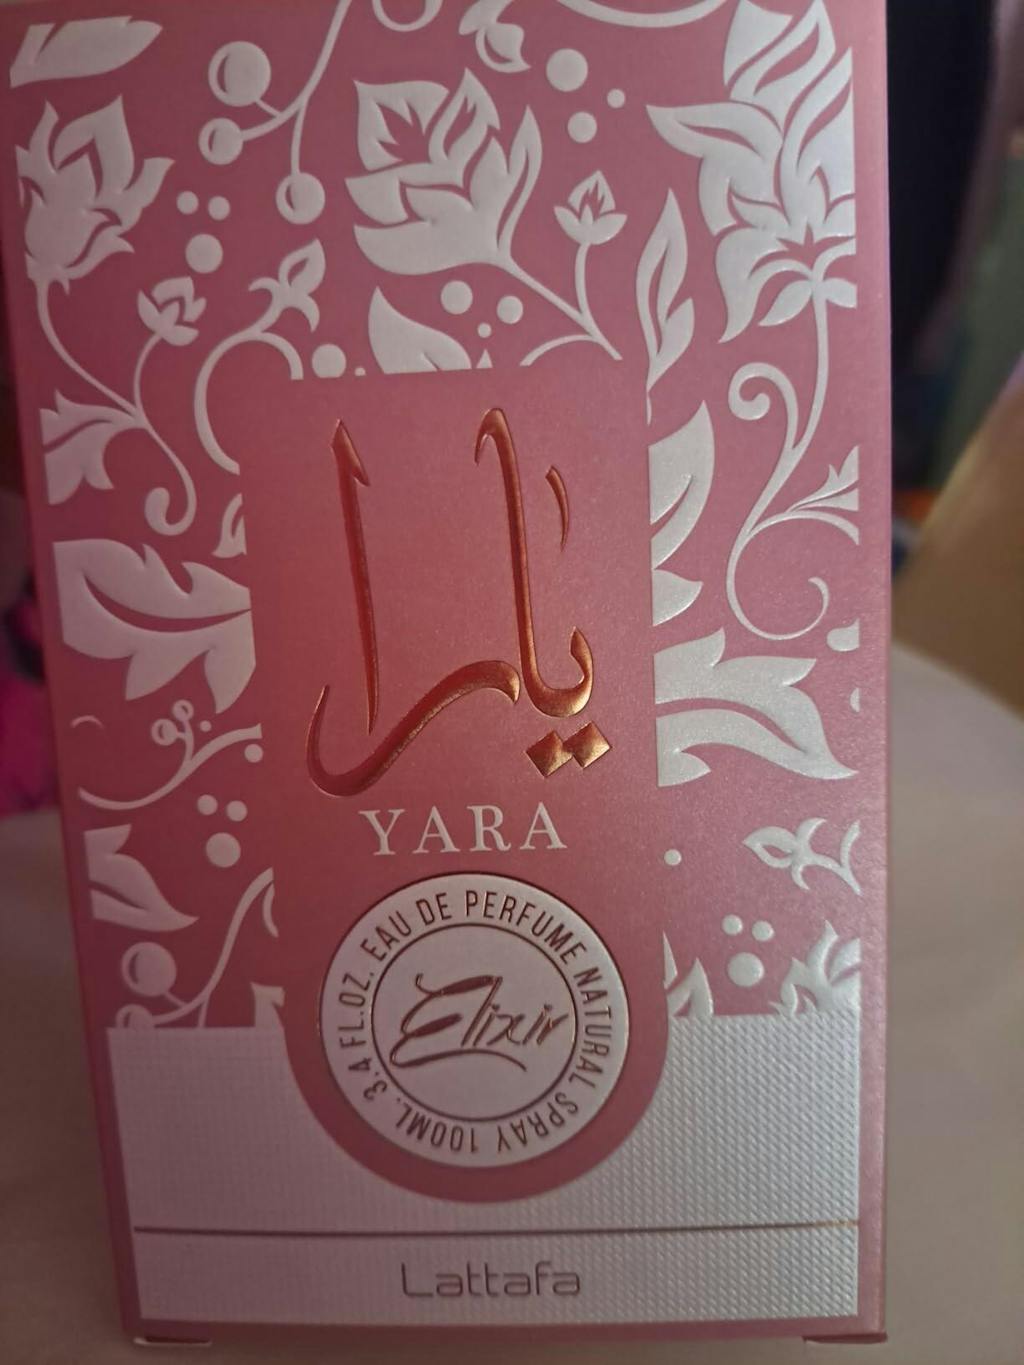 يارا
YARA
3.4 FL.OZ. EAU DE PERFUME NATURAL SPRAY 100ML.
Elixir
Lattafa